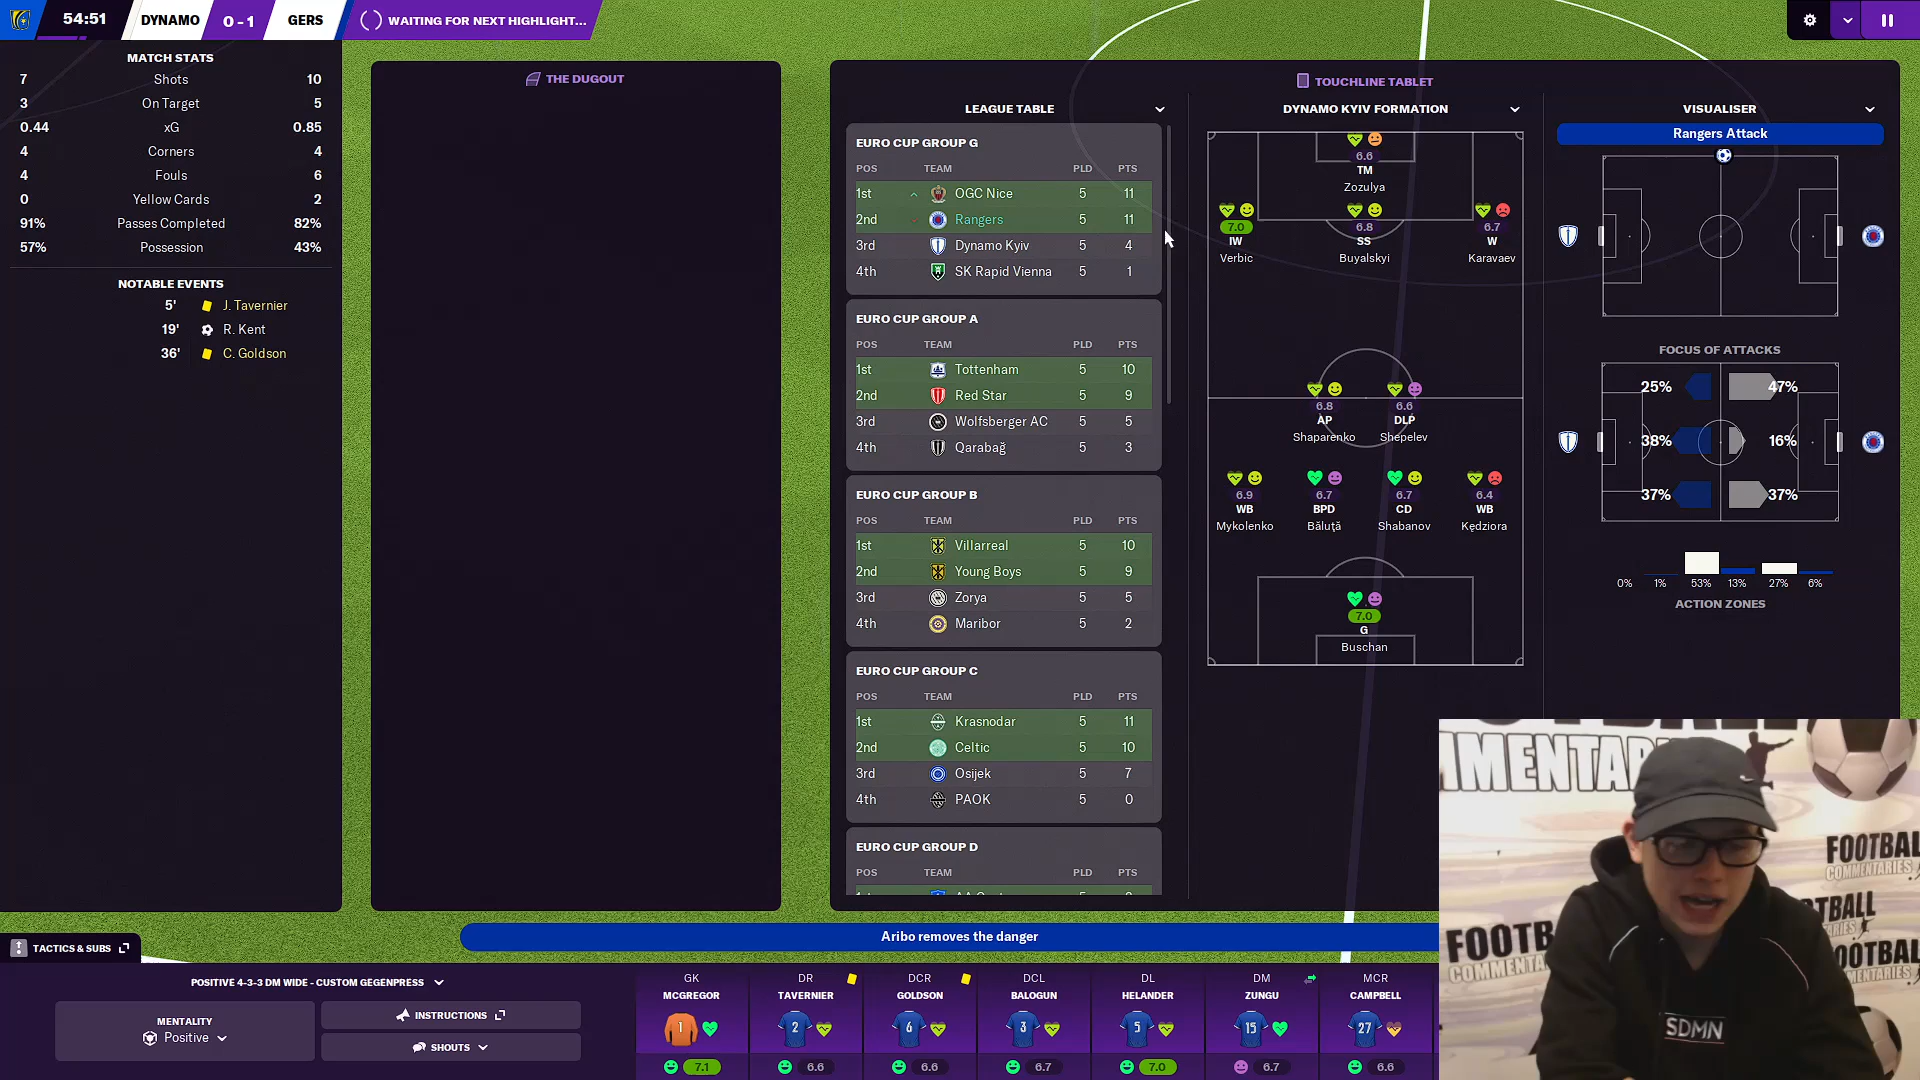 54:51 DYNAMO 0 - 1 GERS WAITING FOR NEXT HIGHLIGHT...
MATCH STATS
7 Shots 10
3 On Target 5
0.44 xG 0.85
4 Corners 4
4 Fouls 6
0 Yellow Cards 2
91% Passes Completed 82%
57% Possession 43%
NOTABLE EVENTS
5' J. Tavernier
19' R. Kent
36' C. Goldson
THE DUGOUT
TOUCHLINE TABLET
LEAGUE TABLE
EURO CUP GROUP G
POS TEAM PLD PTS
1st OGC Nice 5 11
2nd Rangers 5 11
3rd Dynamo Kyiv 5 4
4th SK Rapid Vienna 5 1
EURO CUP GROUP A
POS TEAM PLD PTS
1st Tottenham 5 10
2nd Red Star 5 9
3rd Wolfsberger AC 5 5
4th Qarabağ 5 3
EURO CUP GROUP B
POS TEAM PLD PTS
1st Villarreal 5 10
2nd Young Boys 5 9
3rd Zorya 5 5
4th Maribor 5 2
EURO CUP GROUP C
POS TEAM PLD PTS
1st Krasnodar 5 11
2nd Celtic 5 10
3rd Osijek 5 7
4th PAOK 5 0
EURO CUP GROUP D
POS TEAM PLD PTS
DYNAMO KYIV FORMATION
6.6
TM
Zozulya
7.0 6.8 6.7
IW SS W
Verbic Buyalskyi Karavaev
6.8 6.6
AP DLP
Shaparenko Shepelev
6.9 6.7 6.7 6.4
WB BPD CD WB
Mykolenko Băluţă Shabanov Kędziora
7.0
G
Buschan
VISUALISER
Rangers Attack
FOCUS OF ATTACKS
25% 47%
38% 16%
37% 37%
0% 1% 53% 13% 27% 6%
ACTION ZONES
Aribo removes the danger
TACTICS & SUBS
POSITIVE 4-3-3 DM WIDE - CUSTOM GEGENPRESS
MENTALITY
Positive
INSTRUCTIONS
SHOUTS
GK DR DCR DCL DL DM MCR
MCGREGOR TAVERNIER GOLDSON BALOGUN HELANDER ZUNGU CAMPBELL
1 2 6 3 5 15 27
7.1 6.6 6.6 6.7 7.0 6.7 6.6
MMENTAR
FOOTBAL
COMMENTARIES
FOOTB
COMMEN
TBALL
OOTBAL
SDMN